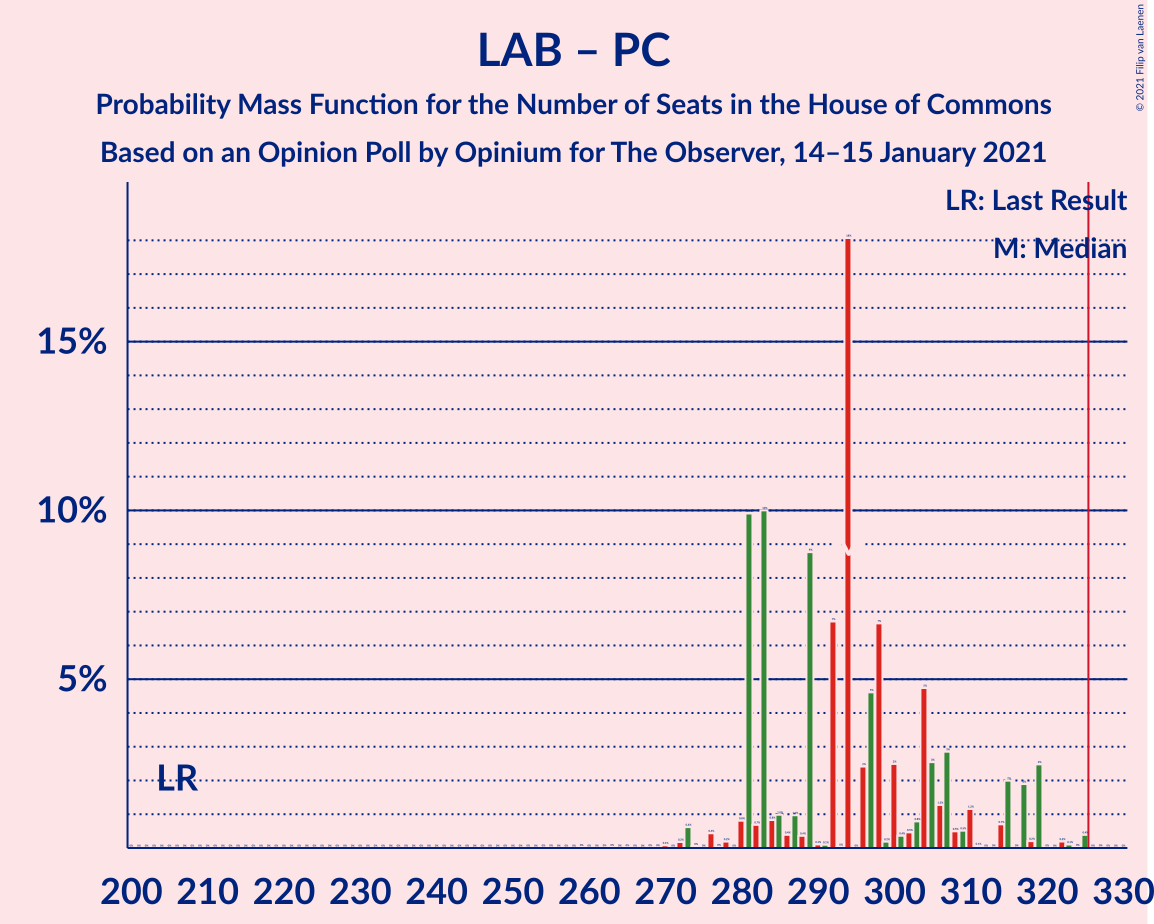 LAB – PC
Probability Mass Function for the Number of Seats in the House of Commons
Based on an Opinion Poll by Opinium for The Observer, 14–15 January 2021
© 2021 Filip van Laenen
LR: Last Result
M: Median
15%
10%
5%
LR
200 210 220 230 240 250 260 270 280 290 300 310 320 330